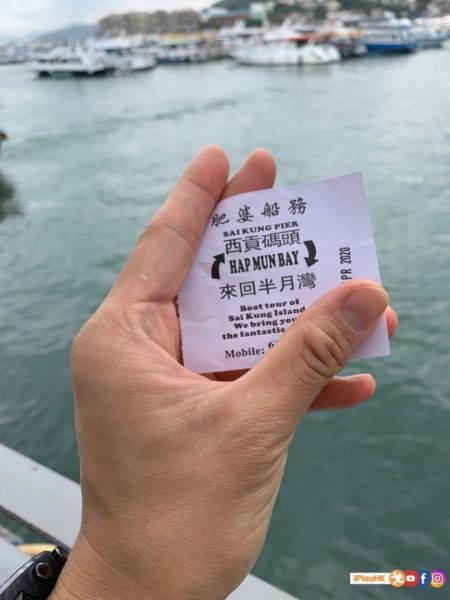 肥婆船務
SAI KUNG PIER
西貢碼頭
HAP MUN BAY
來回半月灣
Boat tour of
Sai Kung Island
We bring you
the fantastic
Mobile: 6
PR 2020
iPlayHK